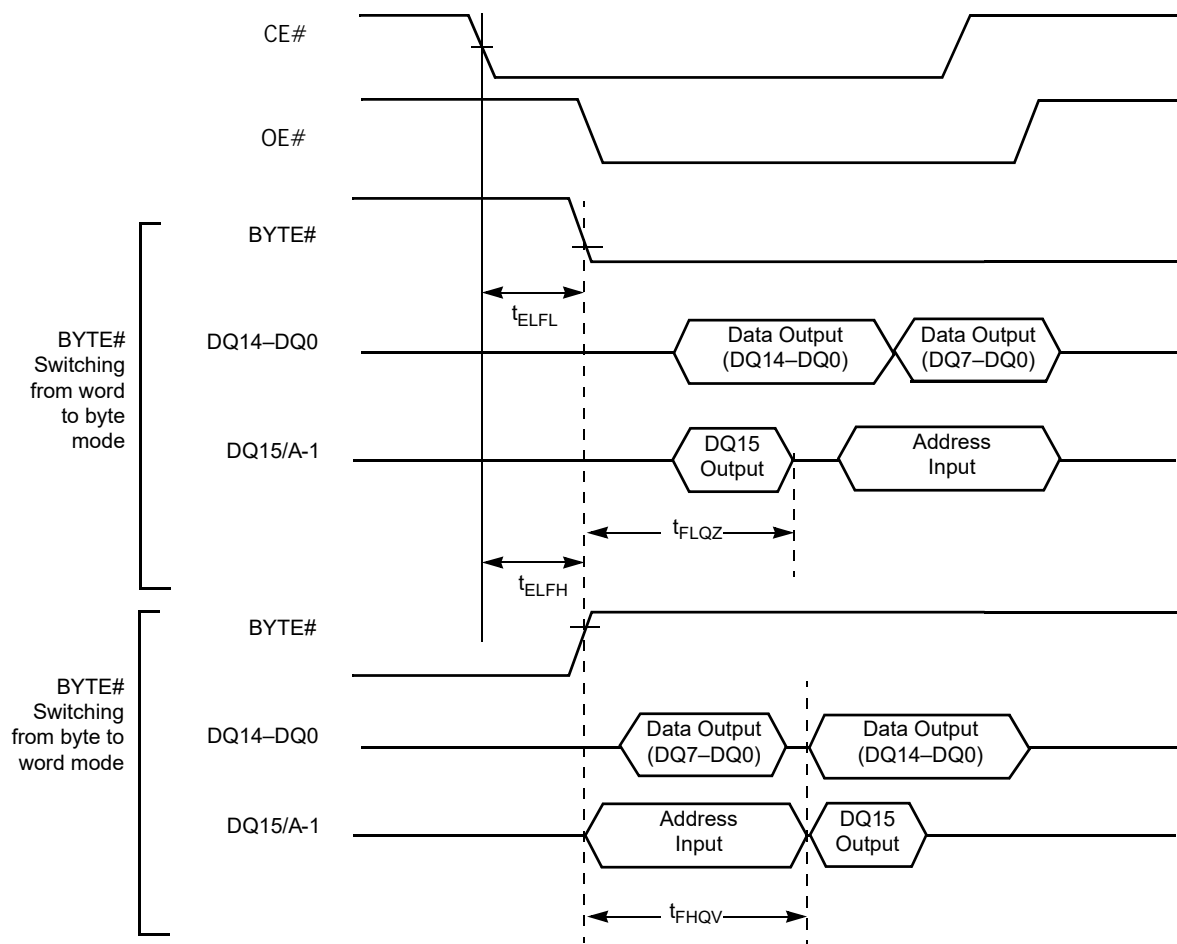 CE#
OE#
BYTE#
tELFL
BYTE#
Switching
from word
to byte
mode
DQ14–DQ0
Data Output
(DQ14–DQ0)
Data Output
(DQ7–DQ0)
DQ15/A-1
DQ15
Output
Address
Input
tFLQZ
tELFH
BYTE#
BYTE#
Switching
from byte to
word mode
DQ14–DQ0
Data Output
(DQ7–DQ0)
Data Output
(DQ14–DQ0)
DQ15/A-1
Address
Input
DQ15
Output
tFHQV